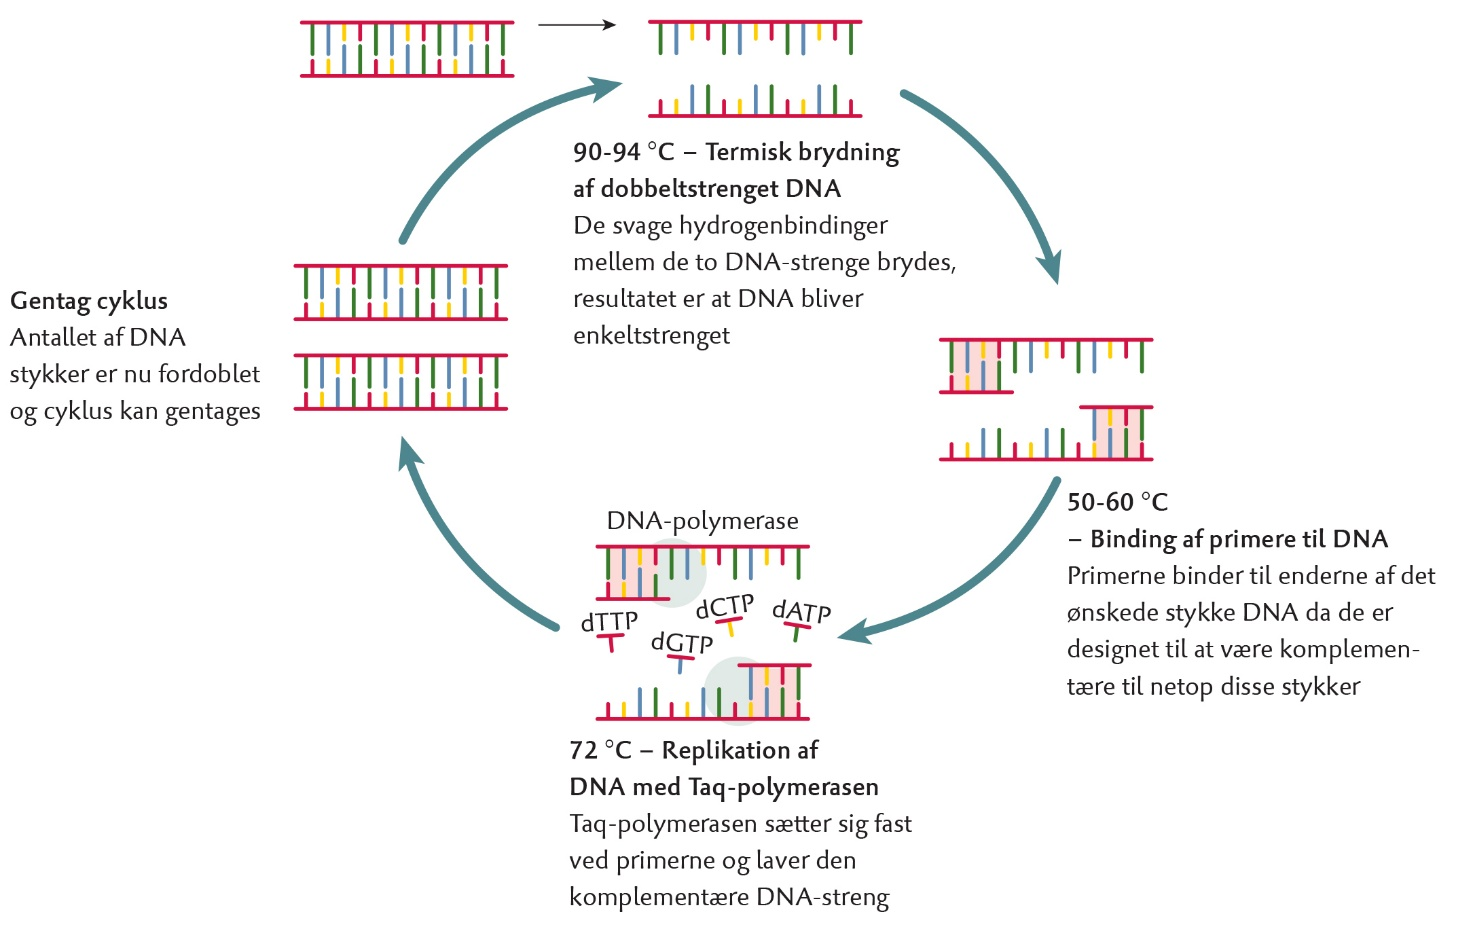 90-94 °C – Termisk brydning
af dobbeltstrenget DNA
De svage hydrogenbindinger
mellem de to DNA-strenge brydes,
resultatet er at DNA bliver
enkeltstrenget
50-60 °C
– Binding af primere til DNA
Primerne binder til enderne af det
ønskede stykke DNA da de er
designet til at være komplemen-
tære til netop disse stykker
DNA-polymerase
dTTP
dGTP
dCTP
dATP
72 °C – Replikation af
DNA med Taq-polymerasen
Taq-polymerasen sætter sig fast
ved primerne og laver den
komplementære DNA-streng
Gentag cyklus
Antallet af DNA
stykker er nu fordoblet
og cyklus kan gentages